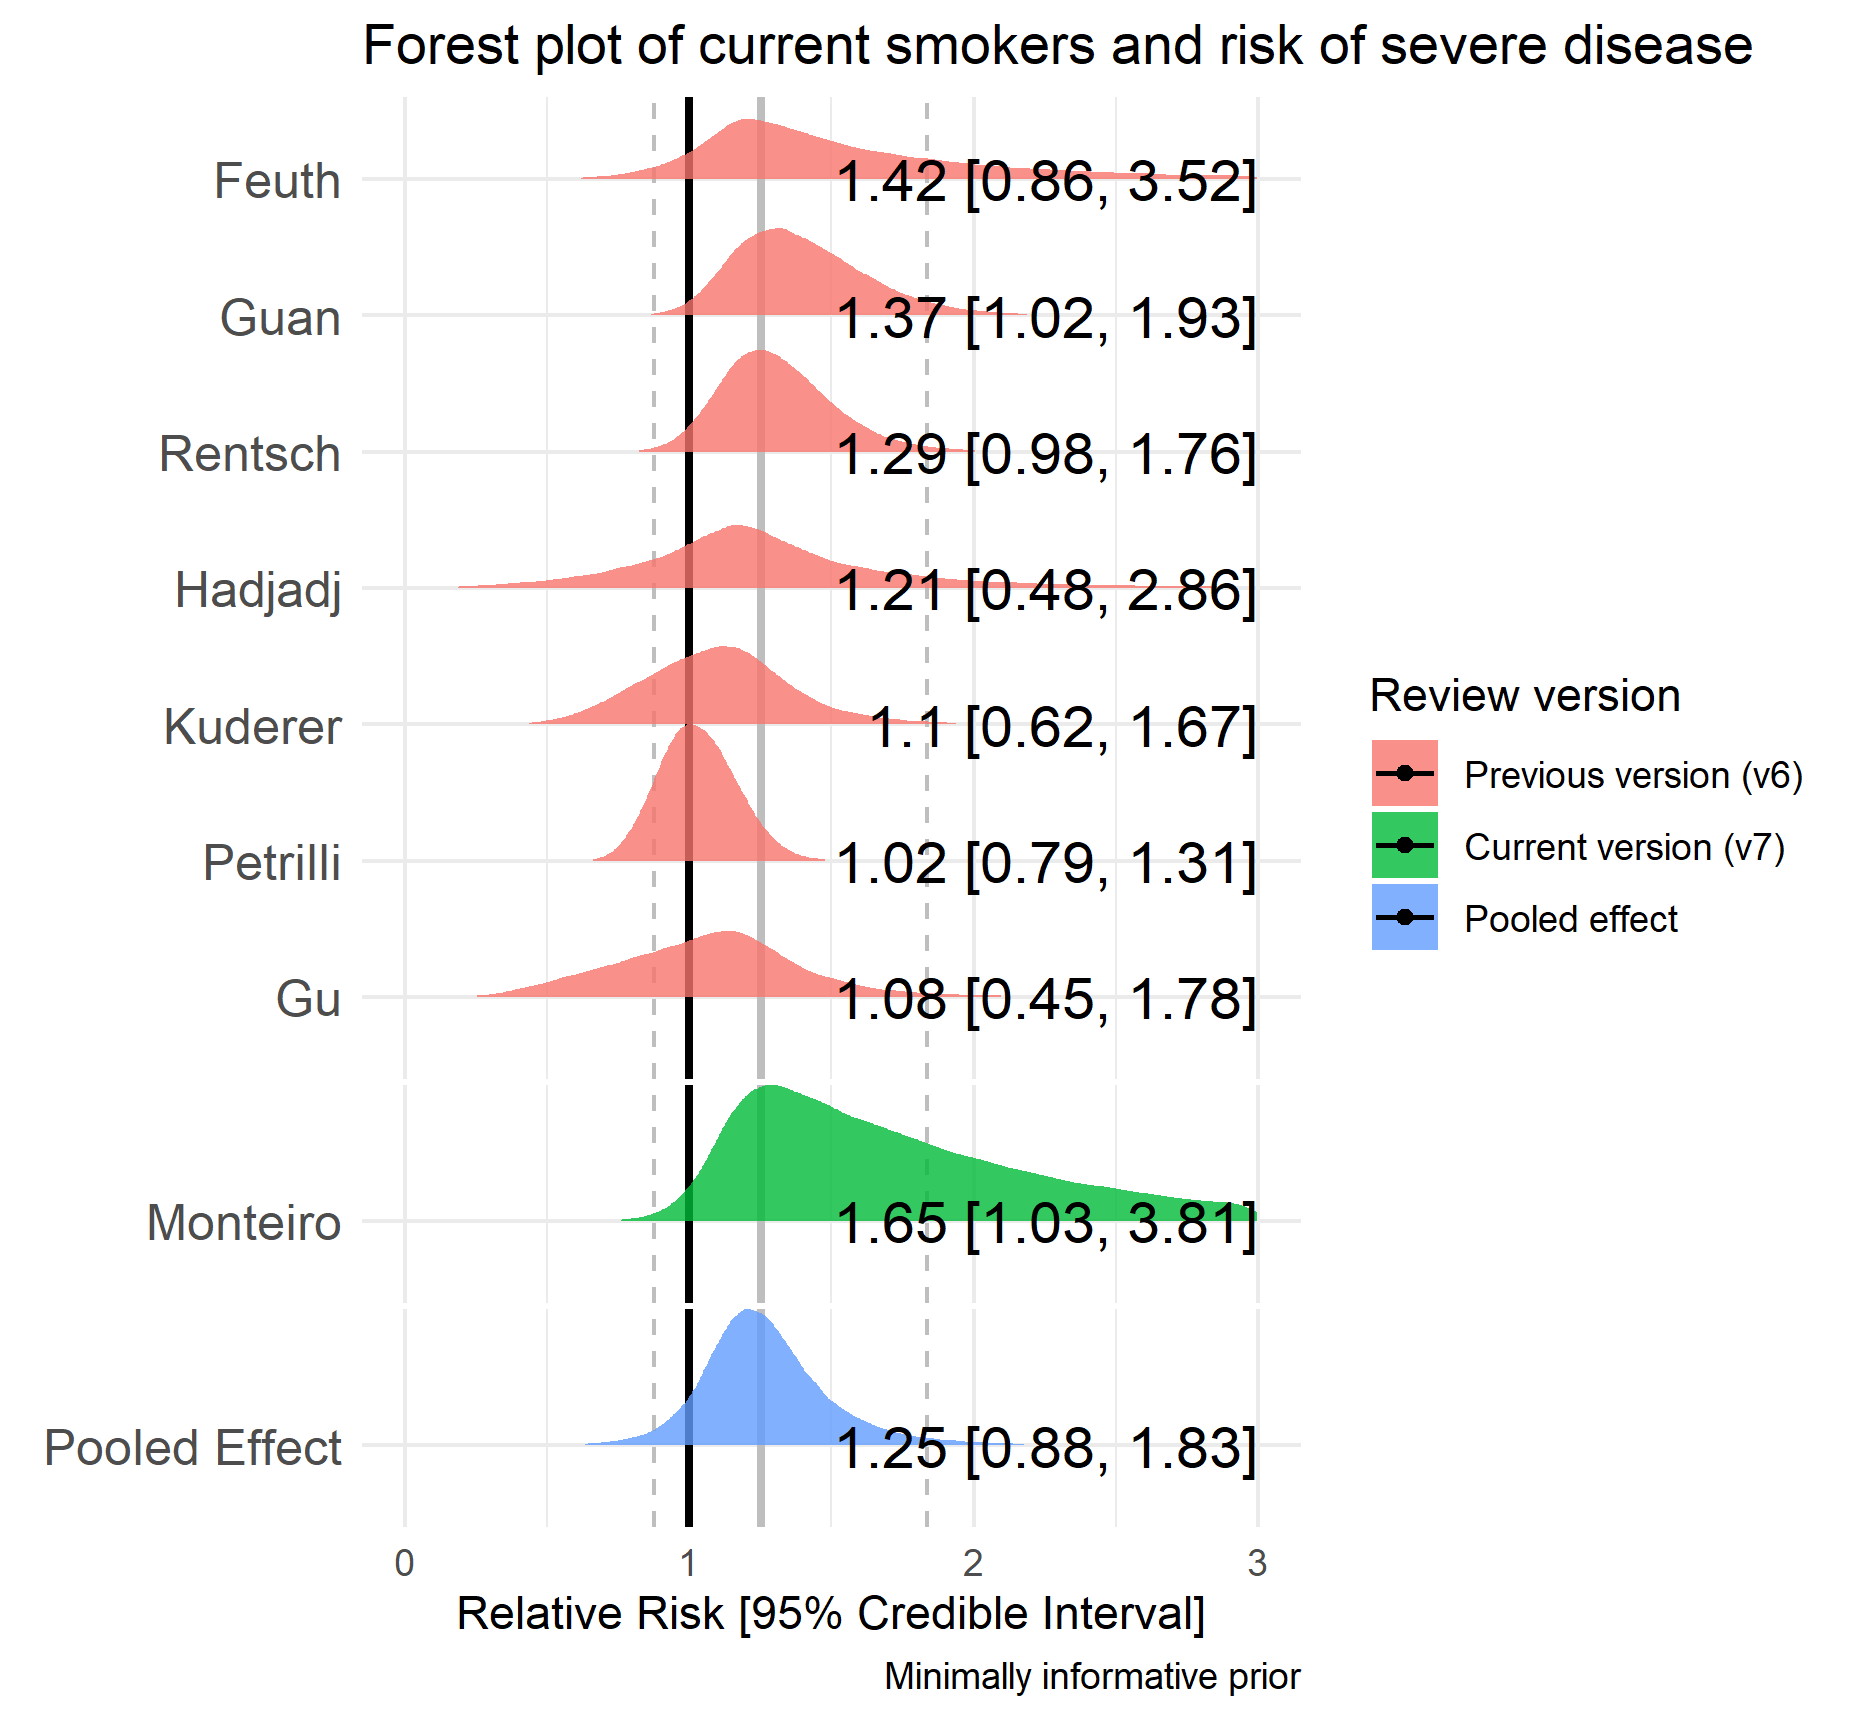 Forest plot of current smokers and risk of severe disease
Feuth 1.42 [0.86, 3.52]
Guan 1.37 [1.02, 1.93]
Rentsch 1.29 [0.98, 1.76]
Hadjadj 1.21 [0.48, 2.86]
Kuderer 1.1 [0.62, 1.67]
Petrilli 1.02 [0.79, 1.31]
Gu 1.08 [0.45, 1.78]
Monteiro 1.65 [1.03, 3.81]
Pooled Effect 1.25 [0.88, 1.83]
0 1 2 3
Relative Risk [95% Credible Interval]
Minimally informative prior
Review version
Previous version (v6)
Current version (v7)
Pooled effect